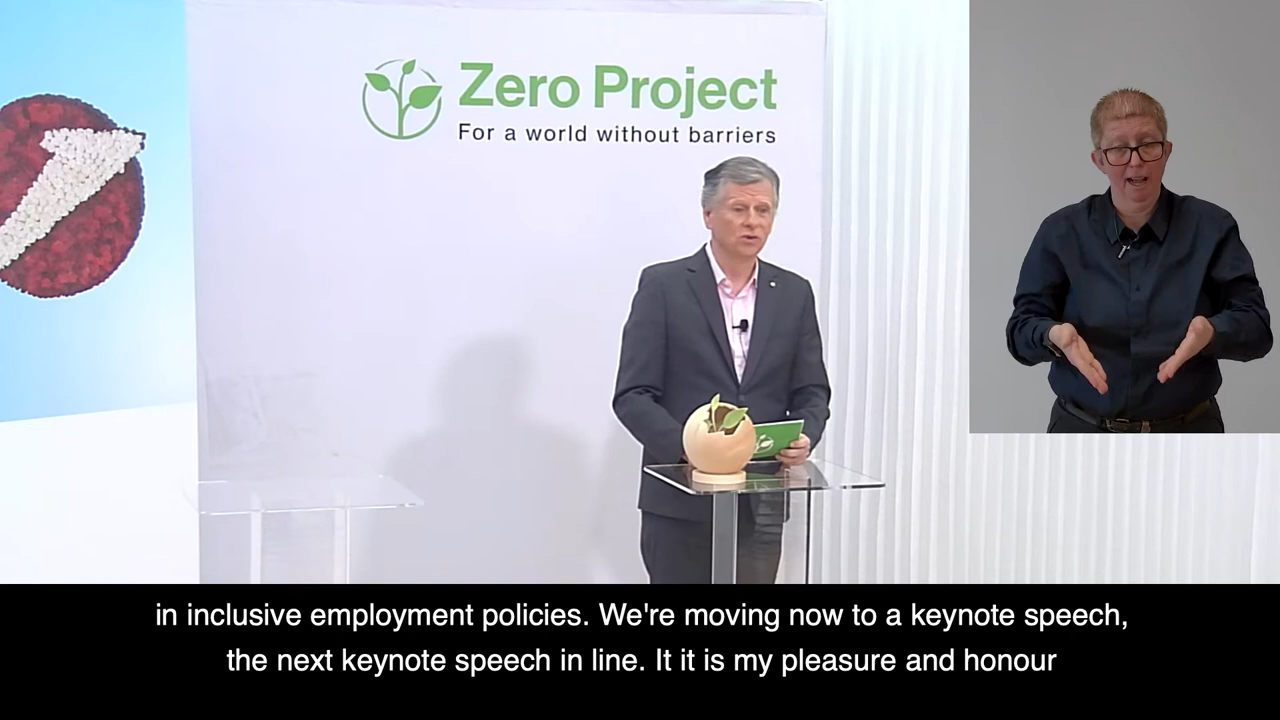 Zero Project
For a world without barriers
in inclusive employment policies. We're moving now to a keynote speech,
the next keynote speech in line. It it is my pleasure and honour